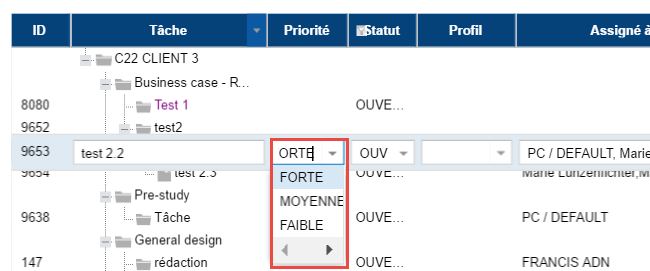 ID Tâche Priorité Statut Profil Assigné à
C22 CLIENT 3
Business case - R...
8080 Test 1 OUVE...
9652 test2
9653 test 2.2 ORTE OUV PC / DEFAULT, Marie
9654 test 2.3 OUVE...
FORTE
MOYENNE
Pre-study
9638 Tâche FAIBLE OUVE... PC / DEFAULT
General design
147 rédaction OUVE... FRANCIS ADN